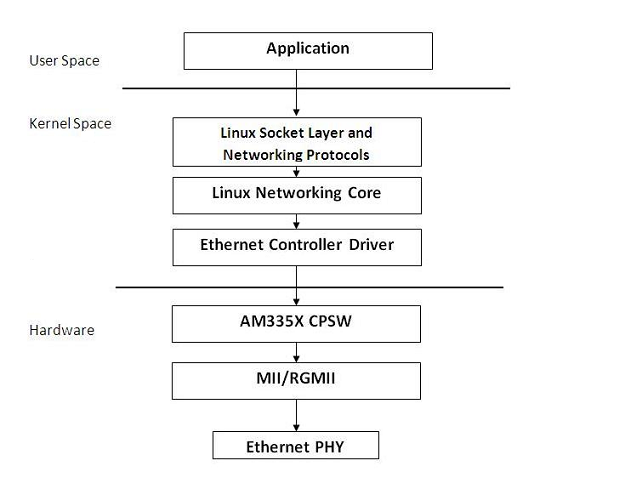 Application
User Space
Kernel Space
Linux Socket Layer and
Networking Protocols
Linux Networking Core
Ethernet Controller Driver
AM335X CPSW
Hardware
MII/RGMII
Ethernet PHY